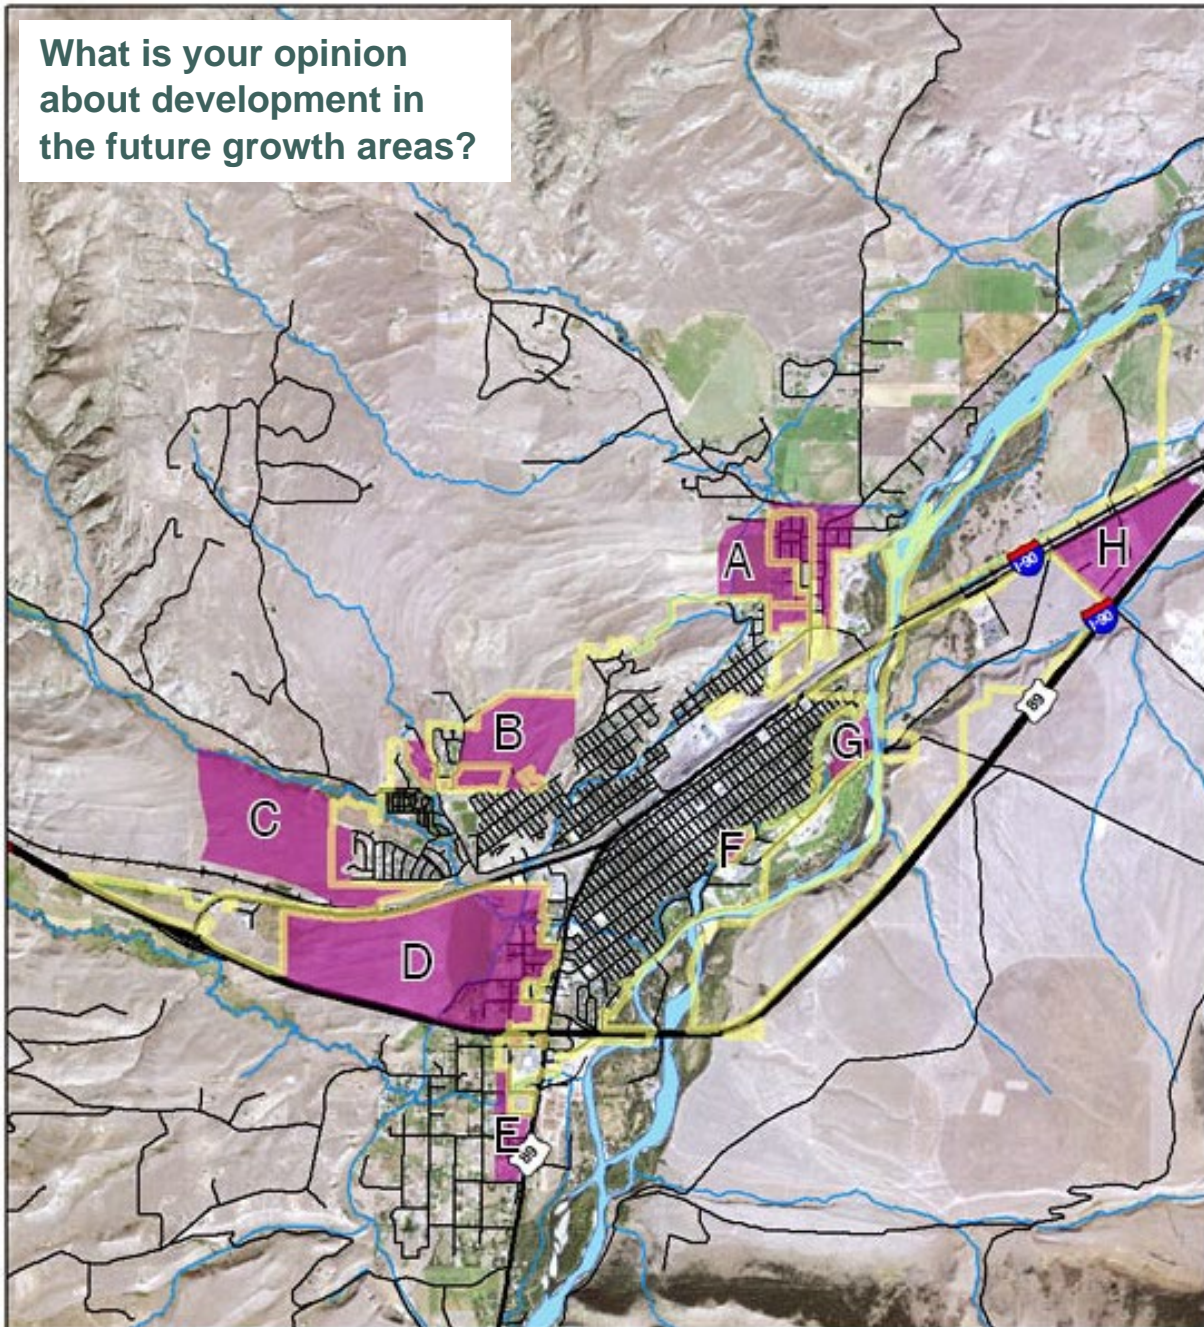 What is your opinion
about development in
the future growth areas?
A
H
I-90
I-90
89
B
G
C
F
D
E
89